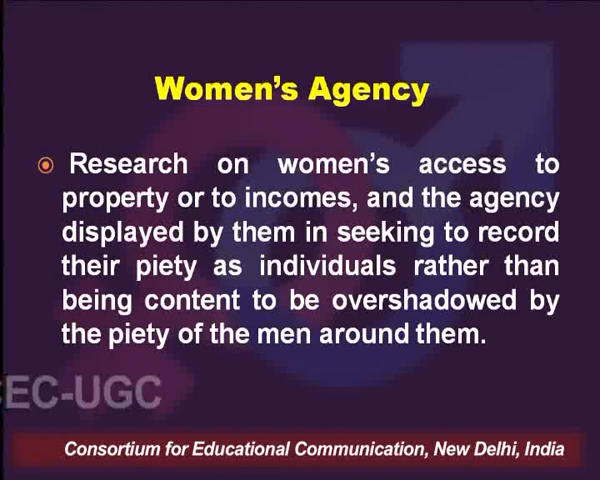 Women's Agency
Research on women's access to
property or to incomes, and the agency
displayed by them in seeking to record
their piety as individuals rather than
being content to be overshadowed by
the piety of the men around them.
CEC-UGC
Consortium for Educational Communication, New Delhi, India